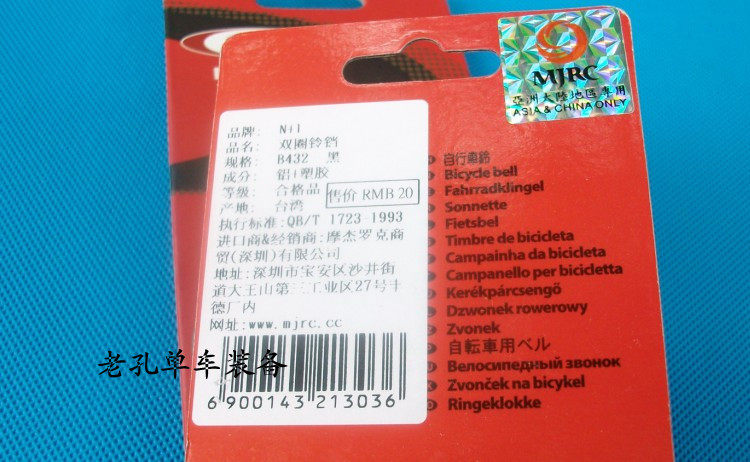 MJRC
亞洲大陸地區專用
ASIA & CHINA ONLY
品牌: N+1
品名: 双圈铃铛
规格: B432 黑
成分: 铝+塑胶
等级: 合格品
售价 RMB 20
产地: 台湾
执行标准:QB/T 1723-1993
进口商&经销商:摩杰罗克商
贸(深圳)有限公司
地址:深圳市宝安区沙井街
道大王山第三工业区27号丰
德厂内
网址:www.mjrc.cc
6 900143 213036
自行車鈴
Bicycle bell
Fahrradklingel
Sonnette
Fietsbel
Timbre de bicicleta
Campainha da bicicleta
Campanello per bicicletta
Kerékpárcsengő
Dzwonek rowerowy
Zvonek
自転車用ベル
Велосипедный звонок
Zvonček na bicykel
Ringeklokke
老孔单车装备